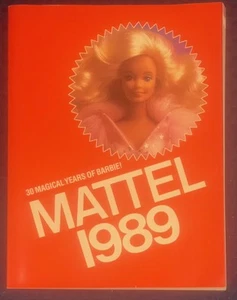 30 MAGICAL YEARS OF BARBIE!
MATTEL
1989